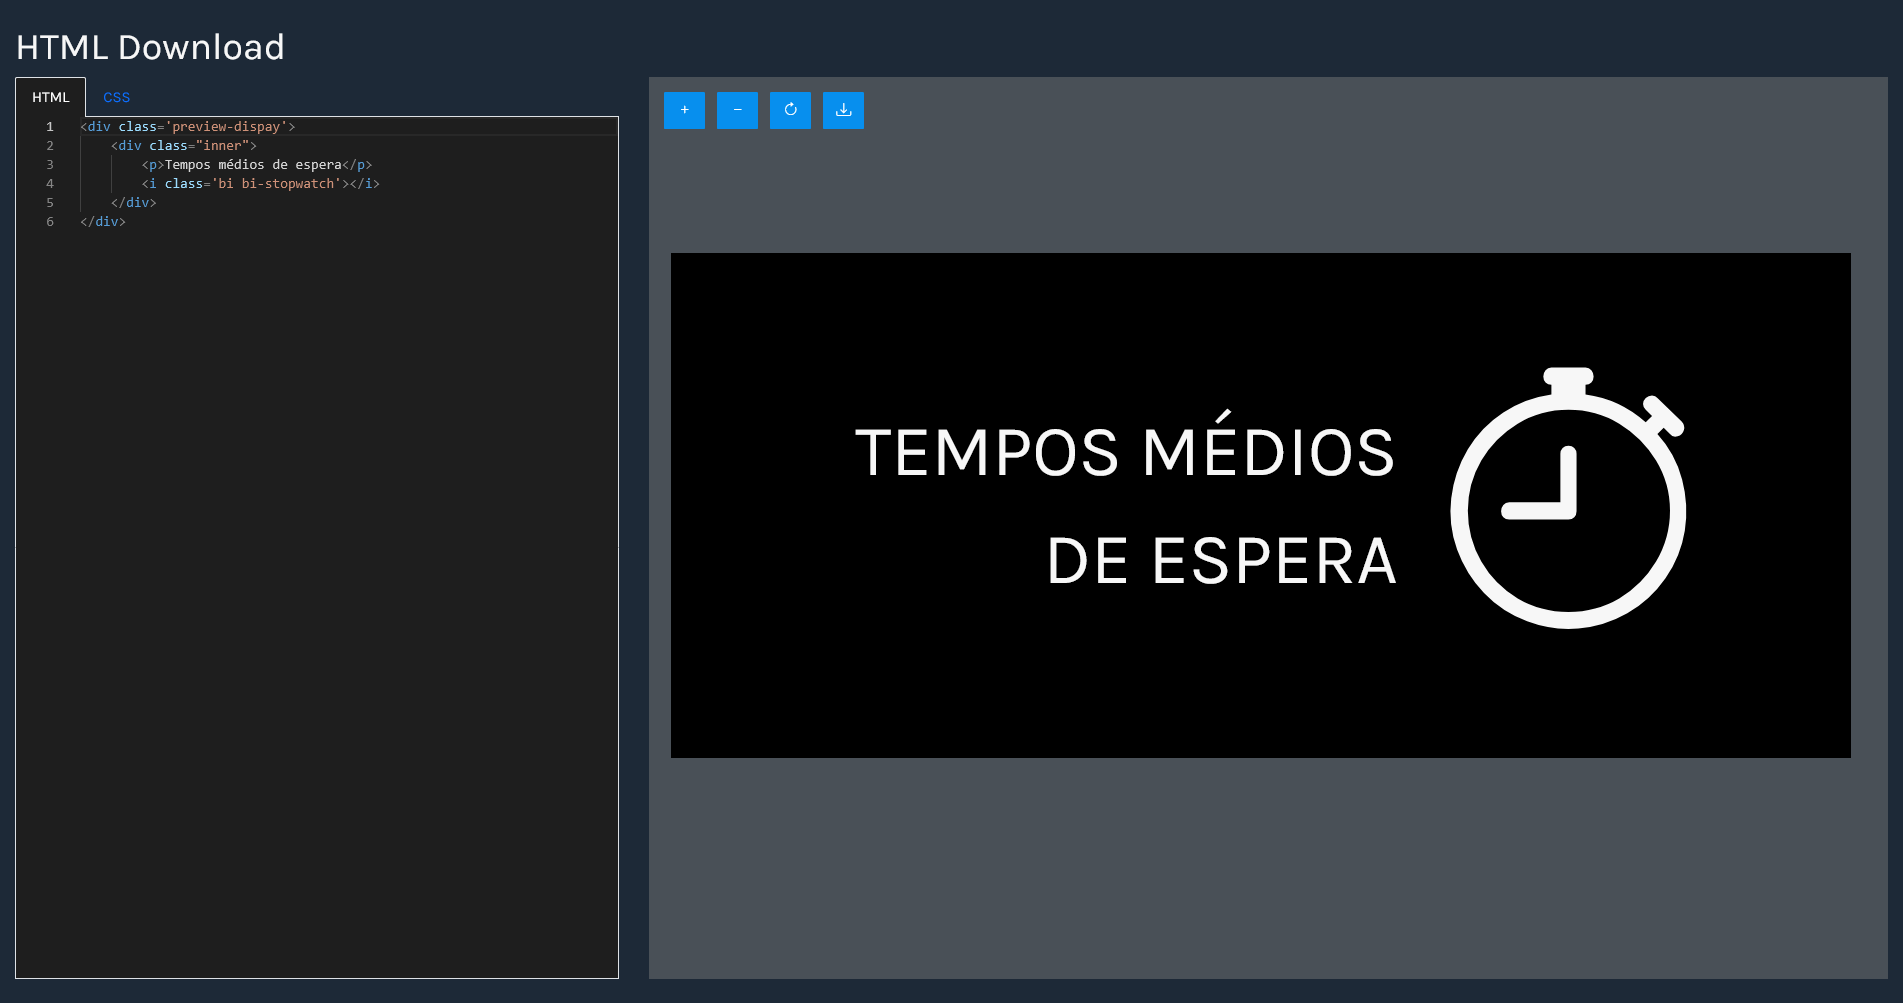 HTML Download
HTML CSS
1 <div class='preview-dispay'>
2 <div class="inner">
3 <p>Tempos médios de espera</p>
4 <i class='bi bi-stopwatch'></i>
5 </div>
6 </div>
+ −
TEMPOS MÉDIOS
DE ESPERA